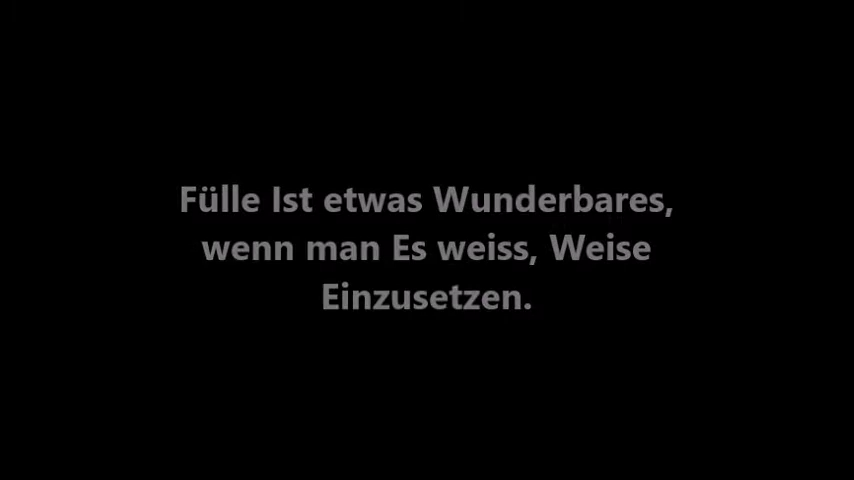 Fülle Ist etwas Wunderbares,
wenn man Es weiss, Weise
Einzusetzen.